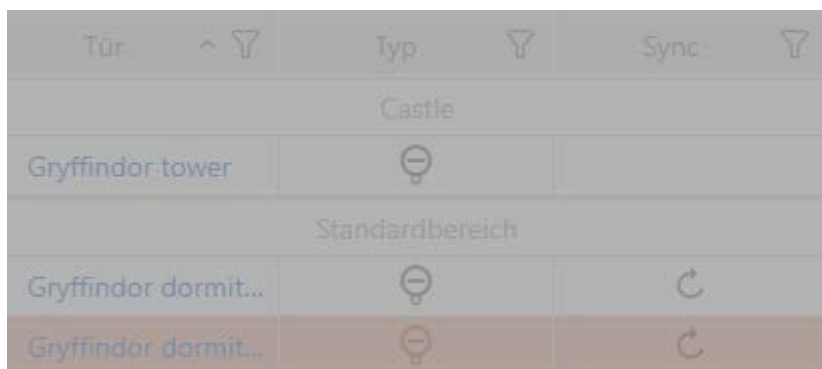 Tür Typ Sync
Castle
Gryffindor tower
Standardbereich
Gryffindor dormit...
Gryffindor dormit...